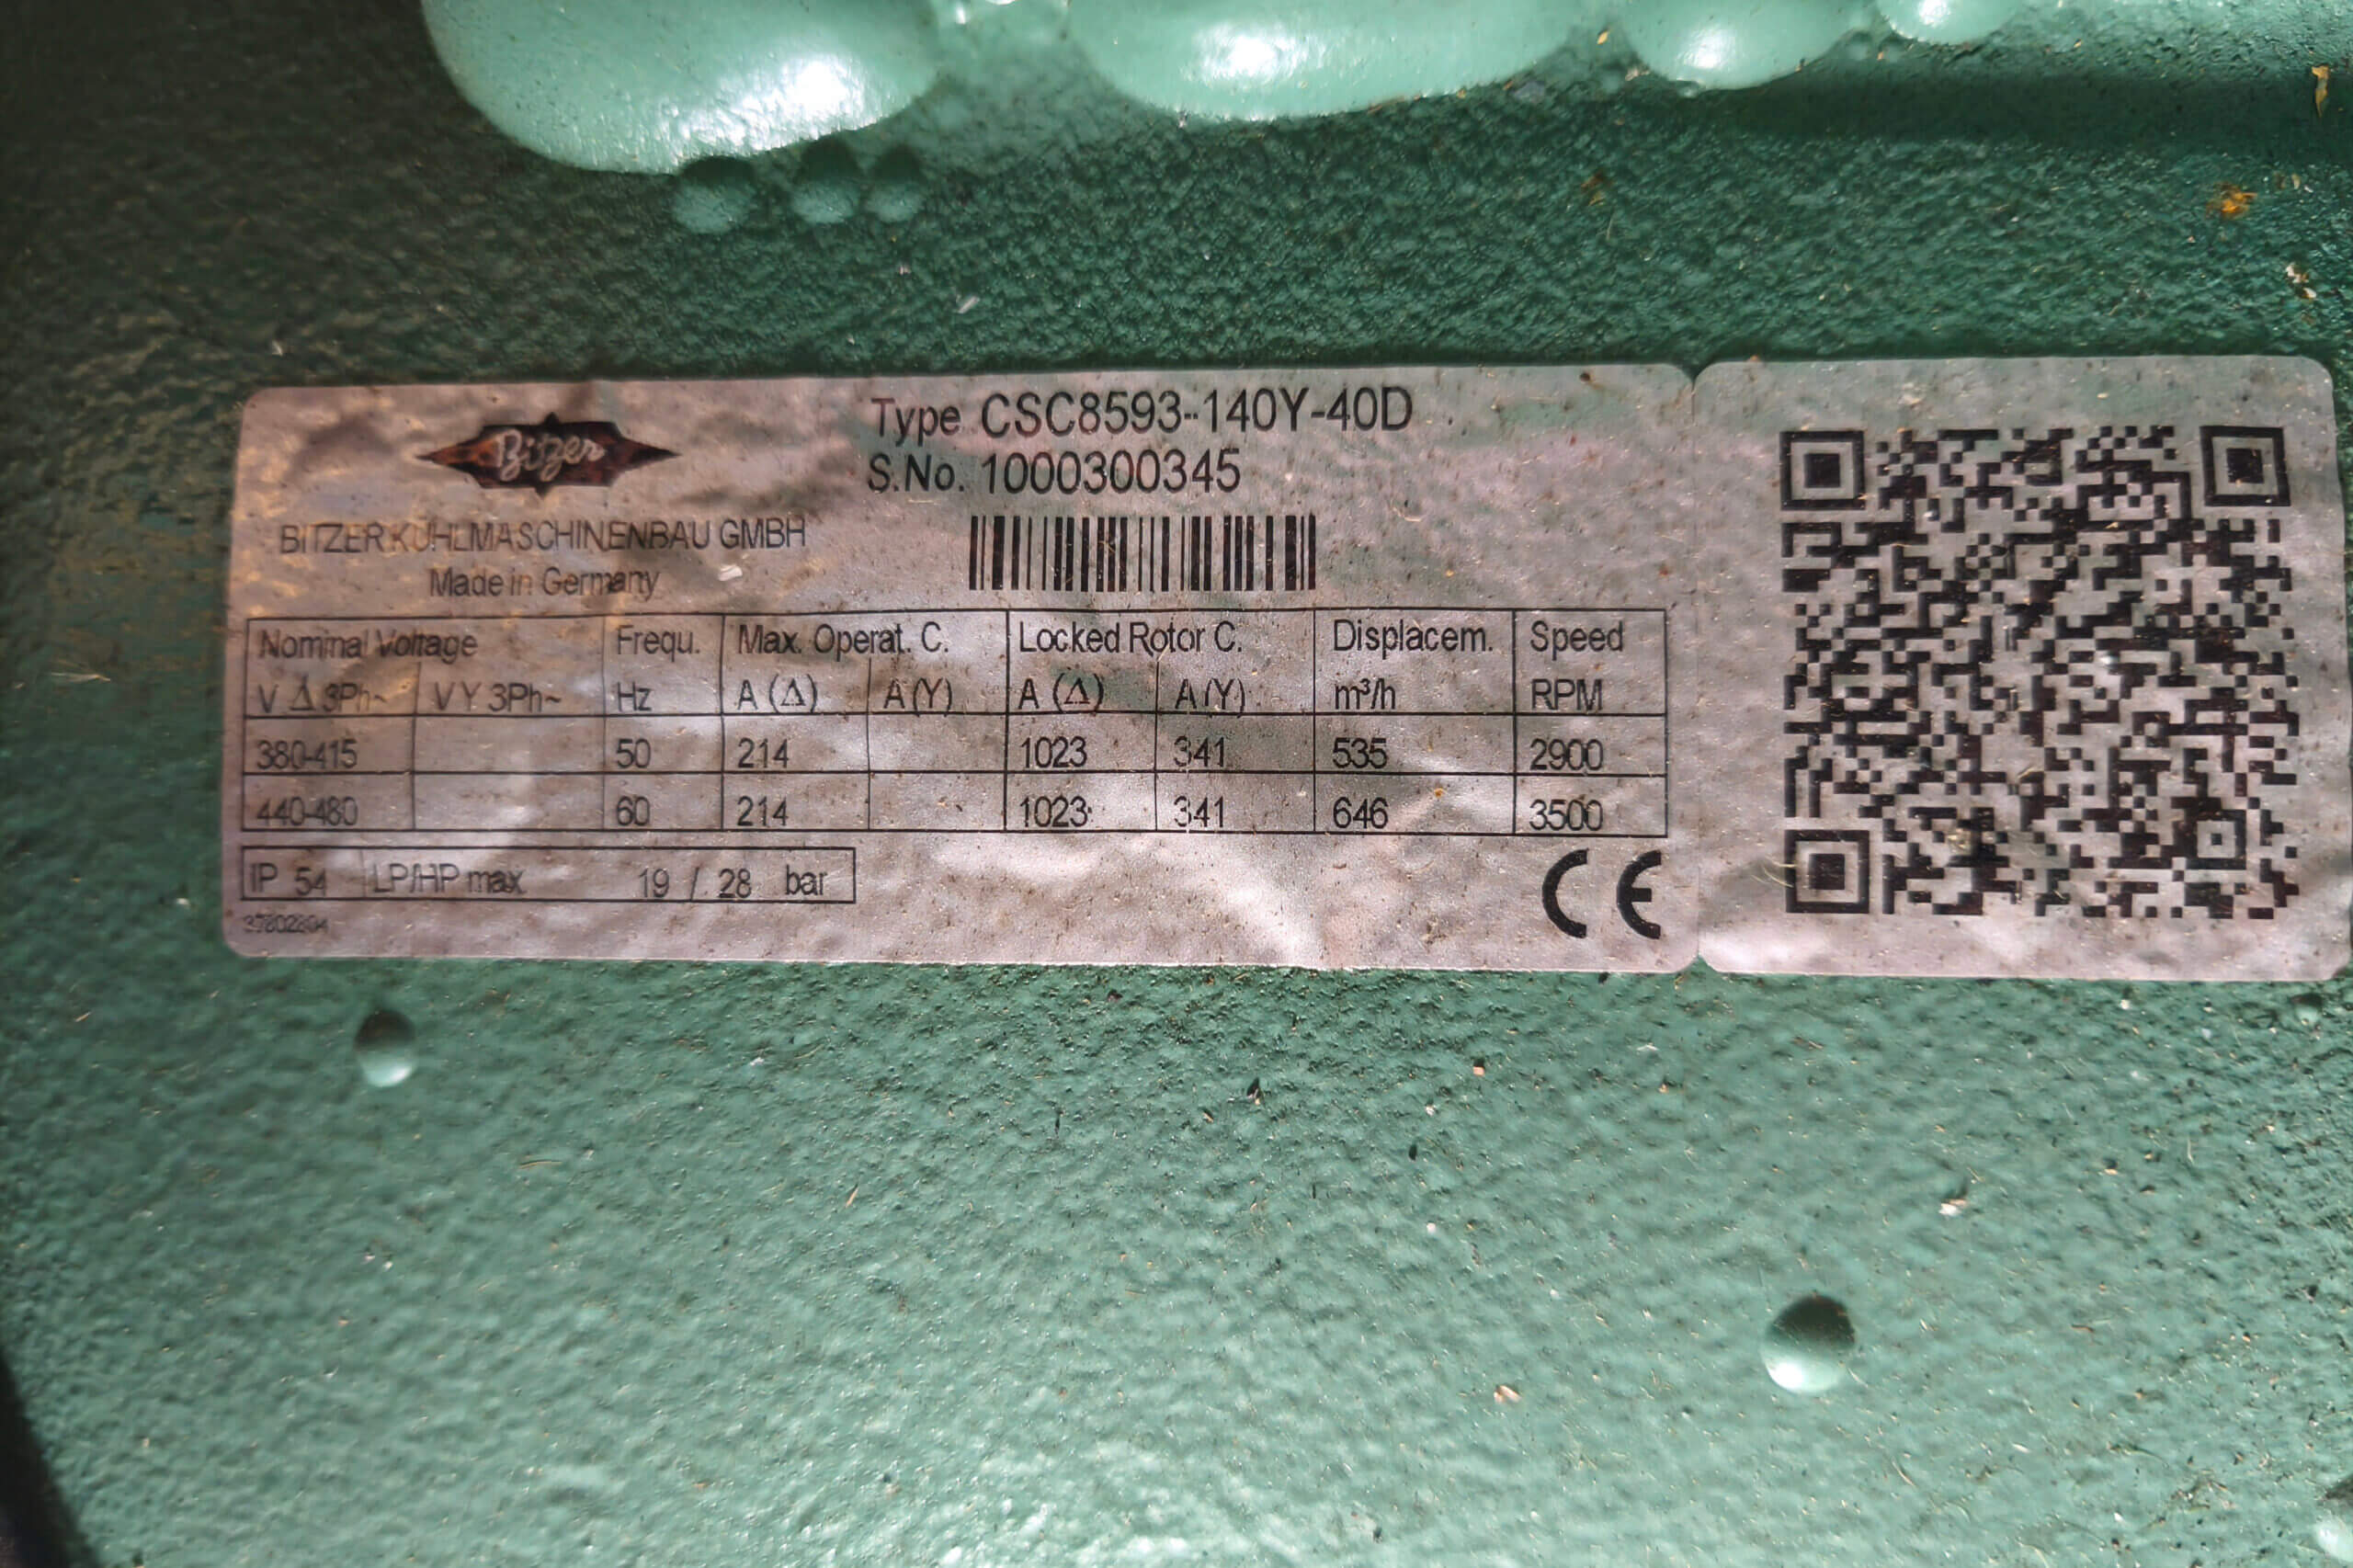 Bitzer
Type CSC8593-140Y-40D
S.No. 1000300345
BITZER KÜHLMASCHINENBAU GMBH
Made in Germany
Nominal Voltage Frequ. Max. Operat. C. Locked Rotor C. Displacem. Speed
V Δ 3Ph~ V Y 3Ph~ Hz A (Δ) A (Y) A (Δ) A (Y) m³/h RPM
380-415 50 214 1023 341 535 2900
440-480 60 214 1023 341 646 3500
IP 54 LP/HP max. 19 / 28 bar
CE